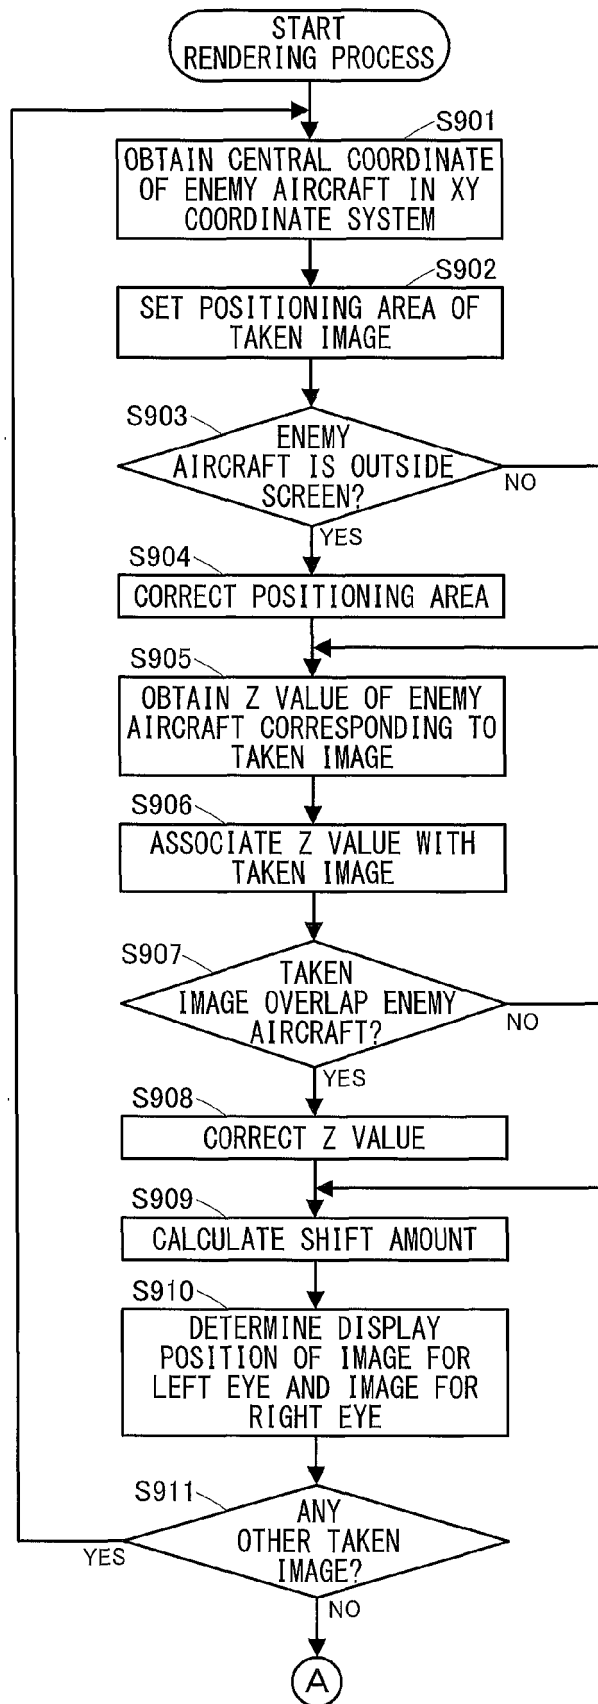 START
RENDERING PROCESS
S901
OBTAIN CENTRAL COORDINATE
OF ENEMY AIRCRAFT IN XY
COORDINATE SYSTEM
S902
SET POSITIONING AREA OF
TAKEN IMAGE
S903
ENEMY
AIRCRAFT IS OUTSIDE
SCREEN?
NO
YES
S904
CORRECT POSITIONING AREA
S905
OBTAIN Z VALUE OF ENEMY
AIRCRAFT CORRESPONDING TO
TAKEN IMAGE
S906
ASSOCIATE Z VALUE WITH
TAKEN IMAGE
S907
TAKEN
IMAGE OVERLAP ENEMY
AIRCRAFT?
NO
YES
S908
CORRECT Z VALUE
S909
CALCULATE SHIFT AMOUNT
S910
DETERMINE DISPLAY
POSITION OF IMAGE FOR
LEFT EYE AND IMAGE FOR
RIGHT EYE
S911
ANY
OTHER TAKEN
IMAGE?
YES
NO
A